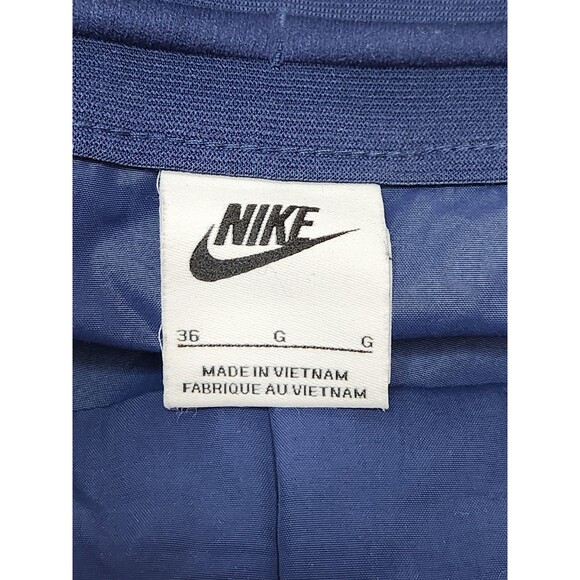 NIKE
36 G G
MADE IN VIETNAM
FABRIQUE AU VIETNAM